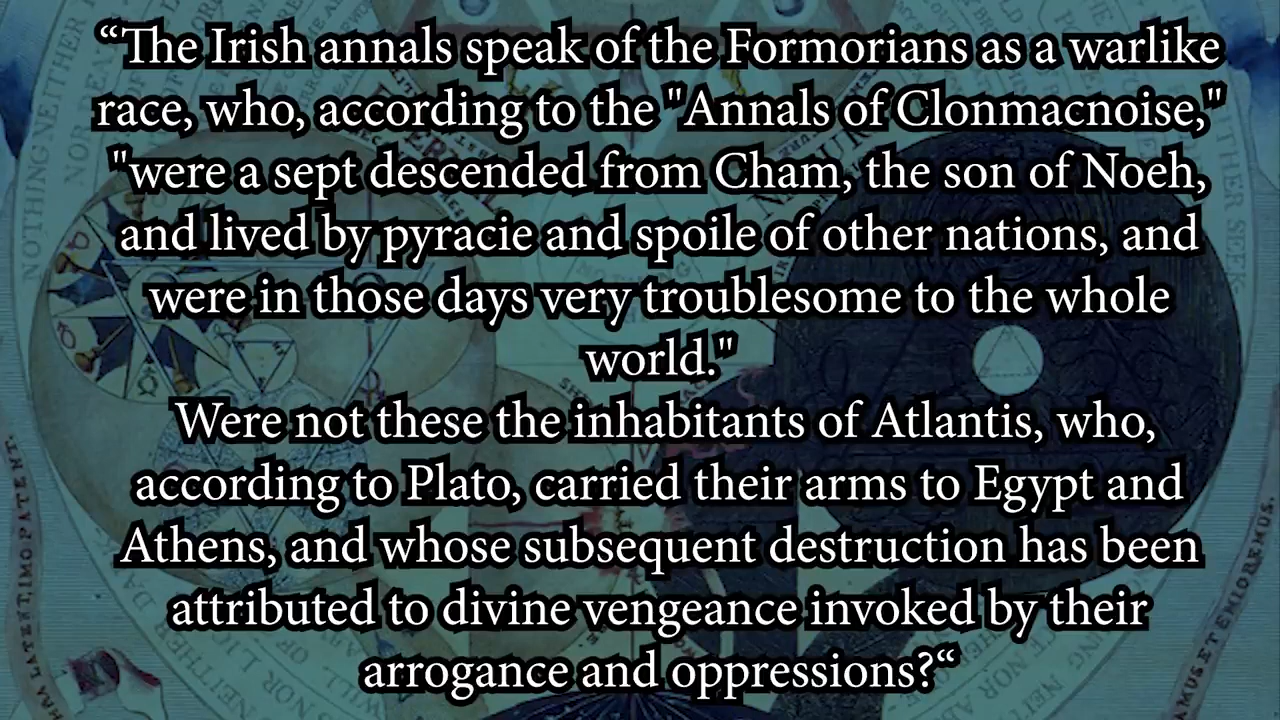 “The Irish annals speak of the Formorians as a warlike
race, who, according to the "Annals of Clonmacnoise,"
"were a sept descended from Cham, the son of Noeh,
and lived by pyracie and spoile of other nations, and
were in those days very troublesome to the whole
world."
Were not these the inhabitants of Atlantis, who,
according to Plato, carried their arms to Egypt and
Athens, and whose subsequent destruction has been
attributed to divine vengeance invoked by their
arrogance and oppressions?“